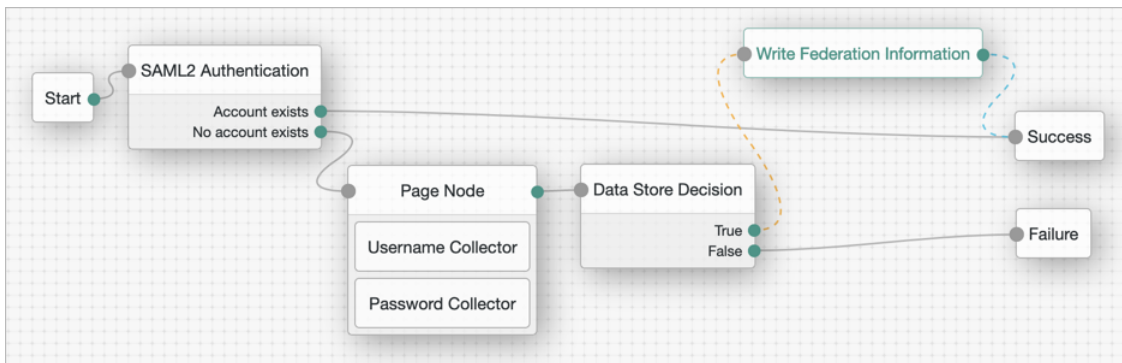 Start
SAML2 Authentication
Account exists
No account exists
Page Node
Username Collector
Password Collector
Data Store Decision
True
False
Write Federation Information
Success
Failure